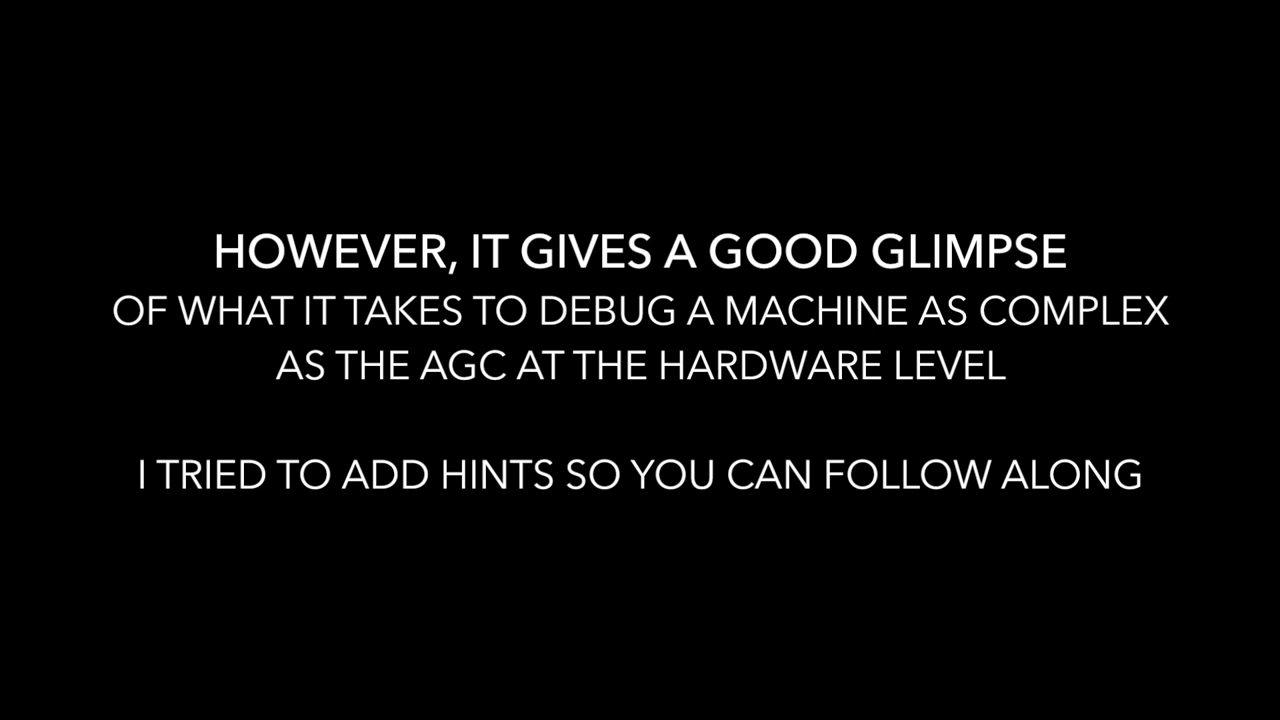 HOWEVER, IT GIVES A GOOD GLIMPSE
OF WHAT IT TAKES TO DEBUG A MACHINE AS COMPLEX
AS THE AGC AT THE HARDWARE LEVEL
I TRIED TO ADD HINTS SO YOU CAN FOLLOW ALONG